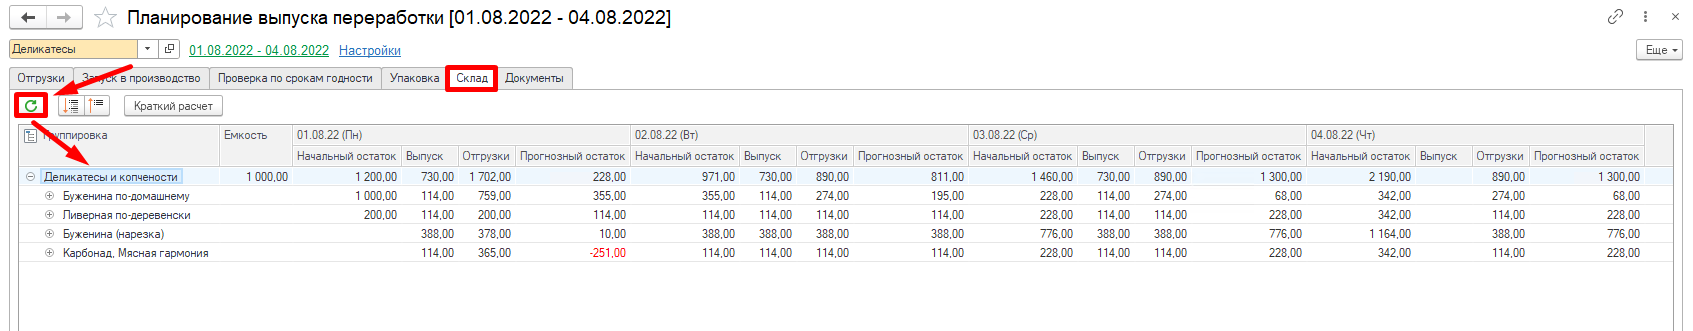 Планирование выпуска переработки [01.08.2022 - 04.08.2022]
Деликатесы 01.08.2022 - 04.08.2022 Настройки Еще
Отгрузки Запуск в производство Проверка по срокам годности Упаковка Склад Документы
Краткий расчет
Группировка Емкость 01.08.22 (Пн) 02.08.22 (Вт) 03.08.22 (Ср) 04.08.22 (Чт)
Начальный остаток Выпуск Отгрузки Прогнозный остаток Начальный остаток Выпуск Отгрузки Прогнозный остаток Начальный остаток Выпуск Отгрузки Прогнозный остаток Начальный остаток Выпуск Отгрузки Прогнозный остаток
Деликатесы и копчености 1 000,00 1 200,00 730,00 1 702,00 228,00 971,00 730,00 890,00 811,00 1 460,00 730,00 890,00 1 300,00 2 190,00 890,00 1 300,00
Буженина по-домашнему 1 000,00 114,00 759,00 355,00 355,00 114,00 274,00 195,00 228,00 114,00 274,00 68,00 342,00 274,00 68,00
Ливерная по-деревенски 200,00 114,00 200,00 114,00 114,00 114,00 114,00 114,00 228,00 114,00 114,00 228,00 342,00 114,00 228,00
Буженина (нарезка) 388,00 378,00 10,00 388,00 388,00 388,00 388,00 776,00 388,00 388,00 776,00 1 164,00 388,00 776,00
Карбонад, Мясная гармония 114,00 365,00 -251,00 114,00 114,00 114,00 114,00 228,00 114,00 114,00 228,00 342,00 114,00 228,00